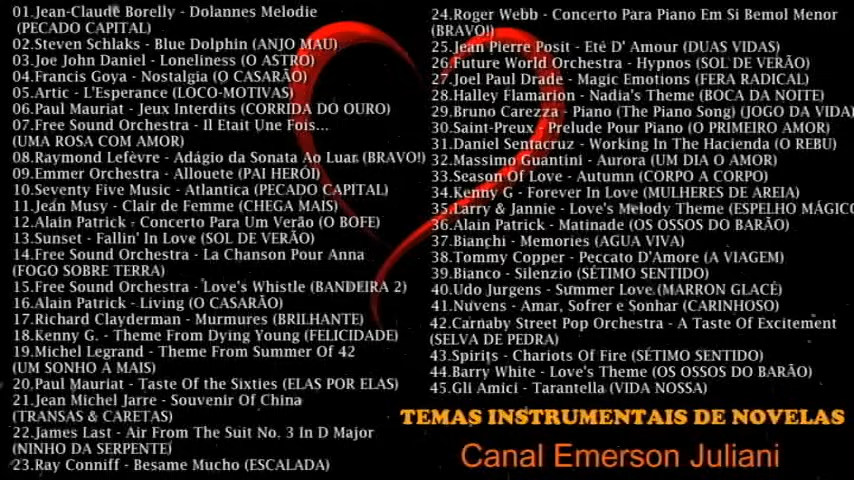 01.Jean-Claude Borelly - Dolannes Melodie
(PECADO CAPITAL)
02.Steven Schlaks - Blue Dolphin (ANJO MAU)
03.Joe John Daniel - Loneliness (O ASTRO)
04.Francis Goya - Nostalgia (O CASARÃO)
05.Artic - L'Esperance (LOCO-MOTIVAS)
06.Paul Mauriat - Jeux Interdits (CORRIDA DO OURO)
07.Free Sound Orchestra - Il Etait Une Fois...
(UMA ROSA COM AMOR)
08.Raymond Lefèvre - Adágio da Sonata Ao Luar (BRAVO!)
09.Emmer Orchestra - Allouete (PAI HERÓI)
10.Seventy Five Music - Atlantica (PECADO CAPITAL)
11.Jean Musy - Clair de Femme (CHEGA MAIS)
12.Alain Patrick - Concerto Para Um Verão (O BOFE)
13.Sunset - Fallin' In Love (SOL DE VERÃO)
14.Free Sound Orchestra - La Chanson Pour Anna
(FOGO SOBRE TERRA)
15.Free Sound Orchestra - Love's Whistle (BANDEIRA 2)
16.Alain Patrick - Living (O CASARÃO)
17.Richard Clayderman - Murmures (BRILHANTE)
18.Kenny G. - Theme From Dying Young (FELICIDADE)
19.Michel Legrand - Theme From Summer Of 42
(UM SONHO A MAIS)
20.Paul Mauriat - Taste Of the Sixties (ELAS POR ELAS)
21.Jean Michel Jarre - Souvenir Of China
(TRANSAS & CARETAS)
22.James Last - Air From The Suit No. 3 In D Major
(NINHO DA SERPENTE)
23.Ray Conniff - Besame Mucho (ESCALADA)
24.Roger Webb - Concerto Para Piano Em Si Bemol Menor
(BRAVO!)
25.Jean Pierre Posit - Eté D' Amour (DUAS VIDAS)
26.Future World Orchestra - Hypnos (SOL DE VERÃO)
27.Joel Paul Drade - Magic Emotions (FERA RADICAL)
28.Halley Flamarion - Nadia's Theme (BOCA DA NOITE)
29.Bruno Carezza - Piano (The Piano Song) (JOGO DA VIDA)
30.Saint-Preux - Prelude Pour Piano (O PRIMEIRO AMOR)
31.Daniel Sentacruz - Working In The Hacienda (O REBU)
32.Massimo Guantini - Aurora (UM DIA O AMOR)
33.Season Of Love - Autumn (CORPO A CORPO)
34.Kenny G - Forever In Love (MULHERES DE AREIA)
35.Larry & Jannie - Love's Melody Theme (ESPELHO MÁGICO
36.Alain Patrick - Matinade (OS OSSOS DO BARÃO)
37.Bianchi - Memories (AGUA VIVA)
38.Tommy Copper - Peccato D'Amore (A VIAGEM)
39.Bianco - Silenzio (SÉTIMO SENTIDO)
40.Udo Jurgens - Summer Love (MARRON GLACÉ)
41.Nuvens - Amar, Sofrer e Sonhar (CARINHOSO)
42.Carnaby Street Pop Orchestra - A Taste Of Excitement
(SELVA DE PEDRA)
43.Spirits - Chariots Of Fire (SÉTIMO SENTIDO)
44.Barry White - Love's Theme (OS OSSOS DO BARÃO)
45.Gli Amici - Tarantella (VIDA NOSSA)
TEMAS INSTRUMENTAIS DE NOVELAS
Canal Emerson Juliani